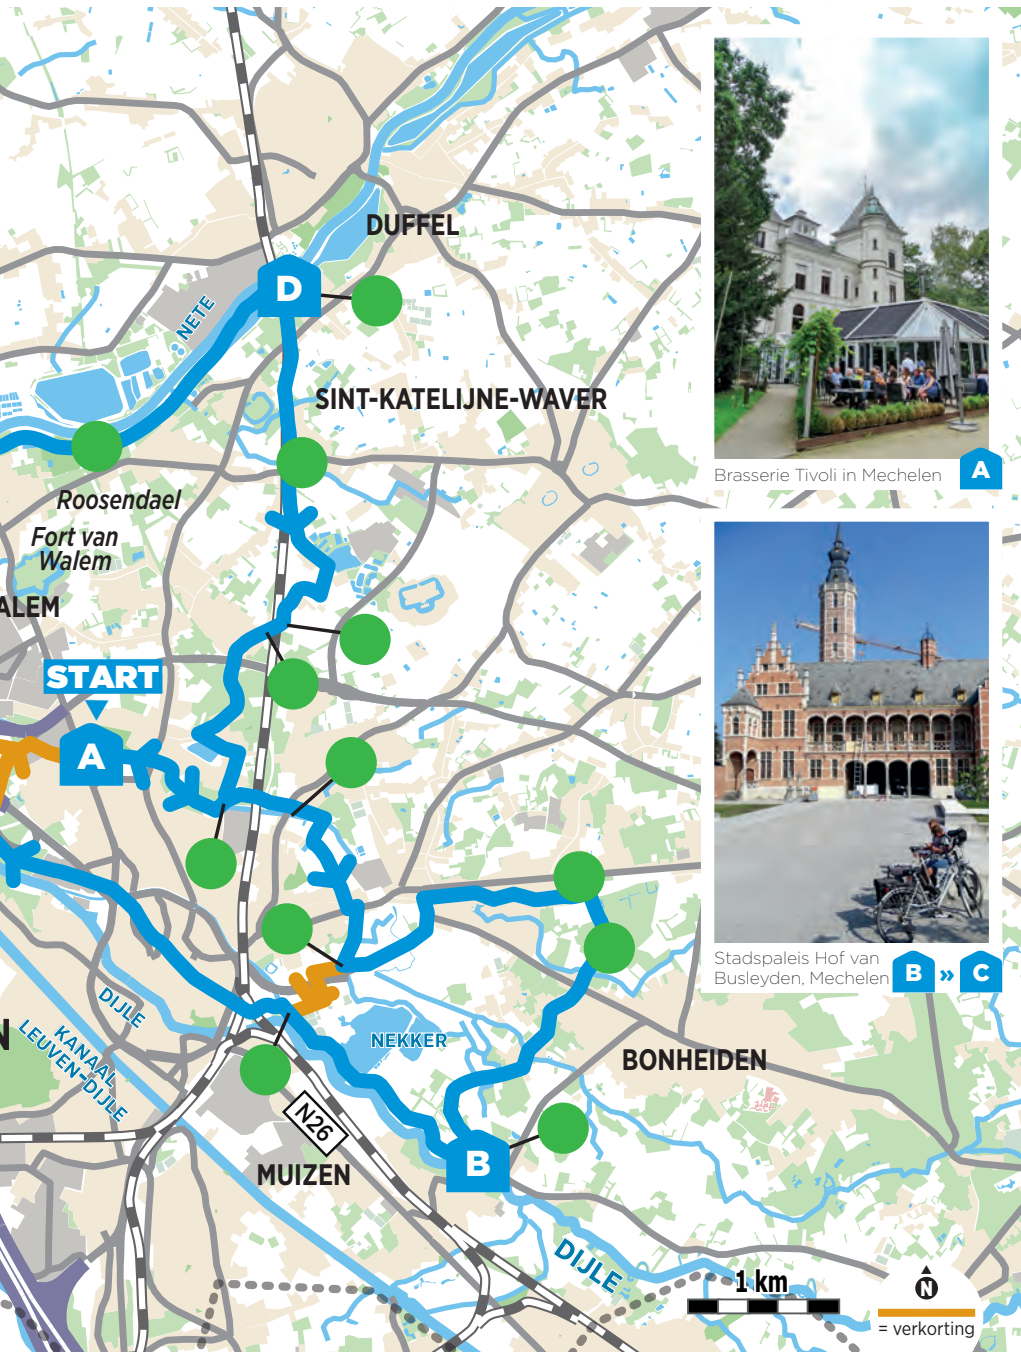 DUFFEL
D
NETE
SINT-KATELIJNE-WAVER
Roosendael
Fort van
Walem
ALEM
START
A
DIJLE
KANAAL
LEUVEN-DIJLE
N
NEKKER
BONHEIDEN
N26
MUIZEN
B
DIJLE
1 km
N
= verkorting
Brasserie Tivoli in Mechelen
A
Stadspaleis Hof van
Busleyden, Mechelen
B » C